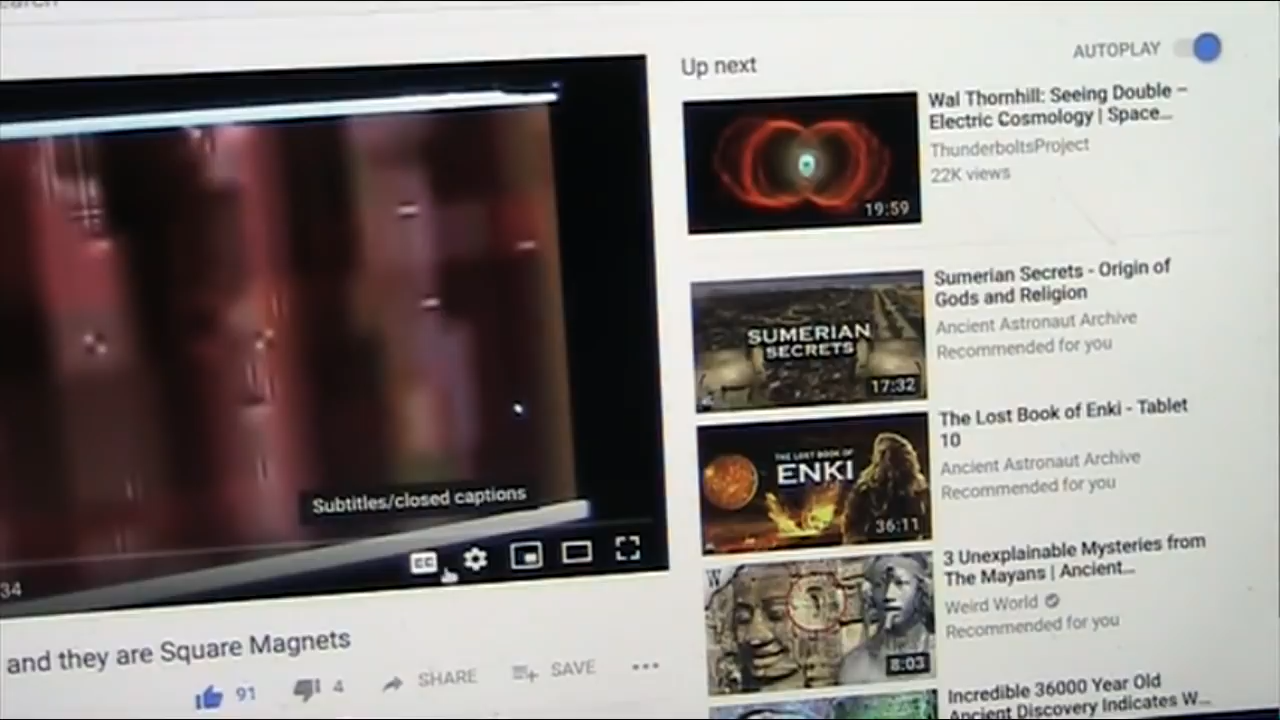 Up next
AUTOPLAY
Wal Thornhill: Seeing Double –
Electric Cosmology | Space...
ThunderboltsProject
22K views
19:59
Sumerian Secrets - Origin of
Gods and Religion
Ancient Astronaut Archive
Recommended for you
SUMERIAN
SECRETS
17:32
The Lost Book of Enki - Tablet
10
Ancient Astronaut Archive
Recommended for you
THE LOST BOOK OF
ENKI
36:11
3 Unexplainable Mysteries from
The Mayans | Ancient...
Weird World
Recommended for you
W
8:03
Incredible 36000 Year Old
Ancient Discovery Indicates W...
Subtitles/closed captions
CC
34
and they are Square Magnets
91
4
SHARE
SAVE